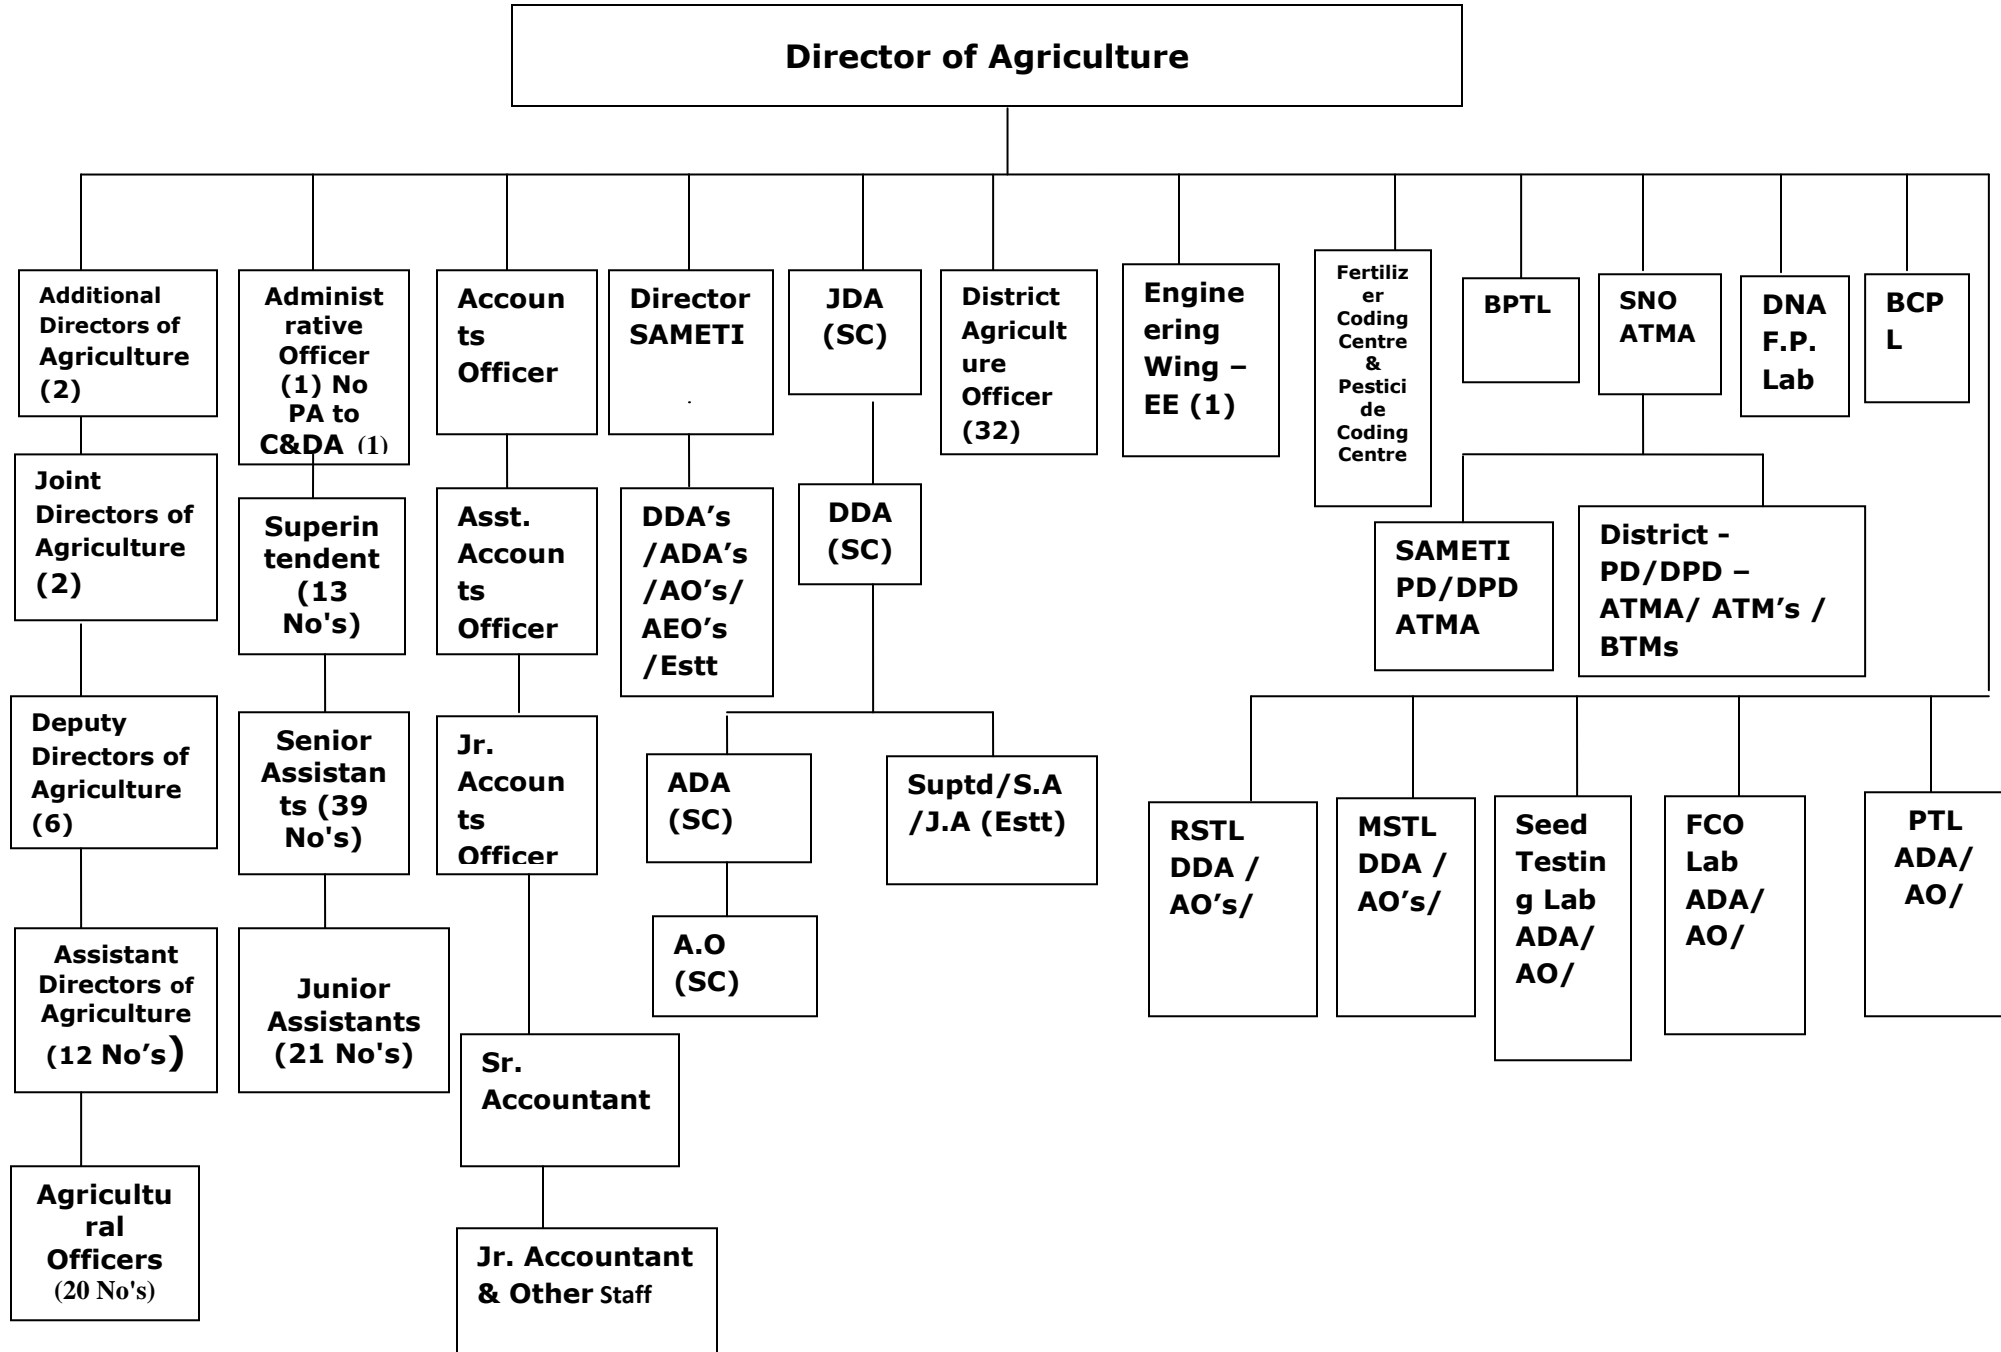 Director of Agriculture
Additional
Directors of
Agriculture
(2)
Administ
rative
Officer
(1) No
PA to
C&DA (1)
Accoun
ts
Officer
Director
SAMETI
.
JDA
(SC)
District
Agricult
ure
Officer
(32)
Engine
ering
Wing –
EE (1)
Fertiliz
er
Coding
Centre
&
Pestici
de
Coding
Centre
BPTL
SNO
ATMA
DNA
F.P.
Lab
BCP
L
Joint
Directors of
Agriculture
(2)
Superin
tendent
(13
No's)
Asst.
Accoun
ts
Officer
DDA’s
/ADA’s
/AO’s/
AEO’s
/Estt
DDA
(SC)
SAMETI
PD/DPD
ATMA
District -
PD/DPD –
ATMA/ ATM’s /
BTMs
Deputy
Directors of
Agriculture
(6)
Senior
Assistan
ts (39
No's)
Jr.
Accoun
ts
Officer
ADA
(SC)
Suptd/S.A
/J.A (Estt)
RSTL
DDA /
AO’s/
MSTL
DDA /
AO’s/
Seed
Testin
g Lab
ADA/
AO/
FCO
Lab
ADA/
AO/
PTL
ADA/
AO/
Assistant
Directors of
Agriculture
(12 No’s)
Junior
Assistants
(21 No's)
A.O
(SC)
Sr.
Accountant
Agricultu
ral
Officers
(20 No's)
Jr. Accountant
& Other Staff